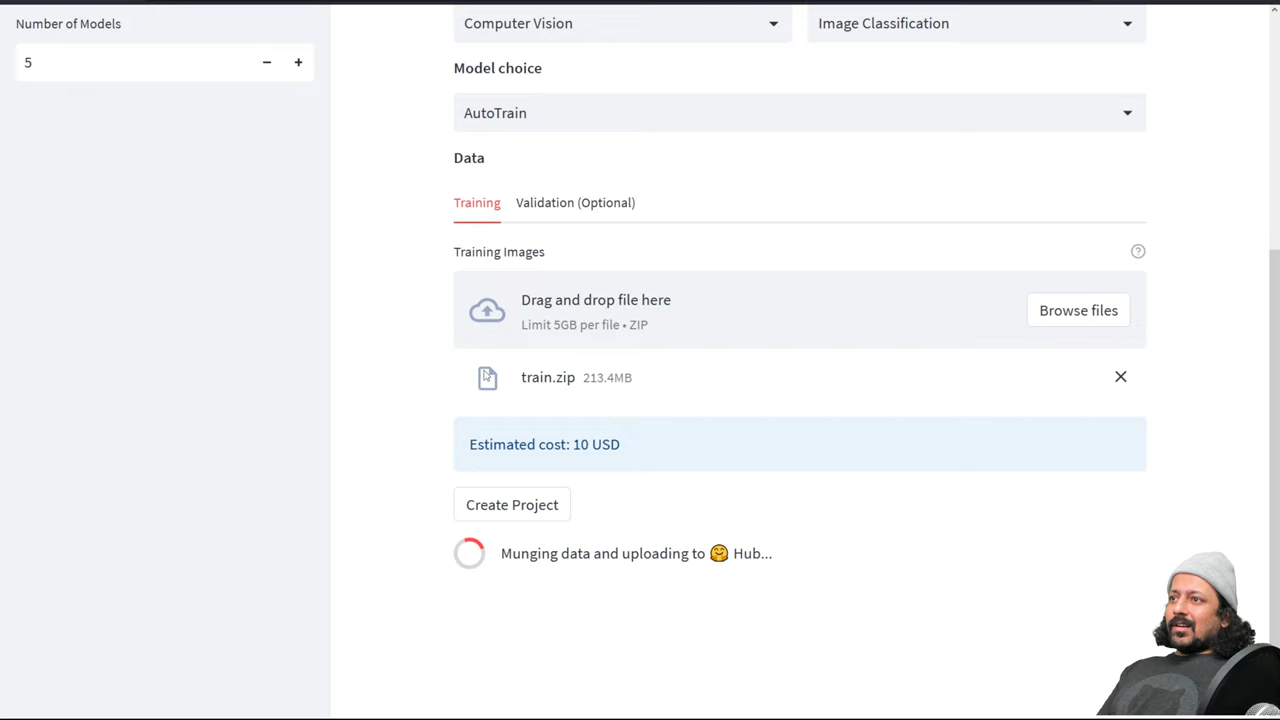 Number of Models
5
Computer Vision
Image Classification
Model choice
AutoTrain
Data
Training
Validation (Optional)
Training Images
Drag and drop file here
Limit 5GB per file • ZIP
Browse files
train.zip 213.4MB
Estimated cost: 10 USD
Create Project
Munging data and uploading to 🤗 Hub...